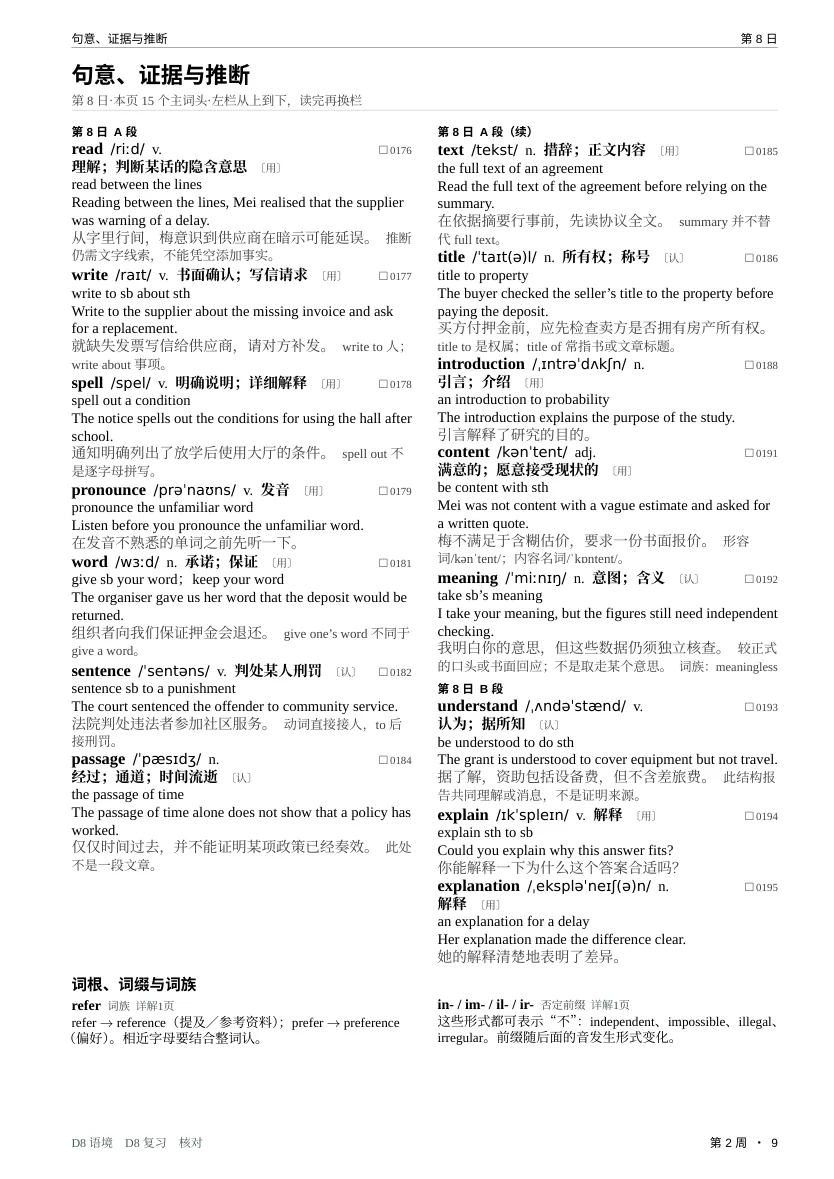 句意、证据与推断 第 8 日
句意、证据与推断
第 8 日·本页 15 个主词头·左栏从上到下，读完再换栏
第 8 日 A 段
read /riːd/ v. □ 0176
理解；判断某话的隐含意思 〔用〕
read between the lines
Reading between the lines, Mei realised that the supplier
was warning of a delay.
从字里行间，梅意识到供应商在暗示可能延误。 推断
仍需文字线索，不能凭空添加事实。
write /raɪt/ v. 书面确认；写信请求 〔用〕 □ 0177
write to sb about sth
Write to the supplier about the missing invoice and ask
for a replacement.
就缺失发票写信给供应商，请对方补发。 write to 人；
write about 事项。
spell /spel/ v. 明确说明；详细解释 〔用〕 □ 0178
spell out a condition
The notice spells out the conditions for using the hall after
school.
通知明确列出了放学后使用大厅的条件。 spell out 不
是逐字母拼写。
pronounce /prəˈnaʊns/ v. 发音 〔用〕 □ 0179
pronounce the unfamiliar word
Listen before you pronounce the unfamiliar word.
在发音不熟悉的单词之前先听一下。
word /wɜːd/ n. 承诺；保证 〔用〕 □ 0181
give sb your word；keep your word
The organiser gave us her word that the deposit would be
returned.
组织者向我们保证押金会退还。 give one’s word 不同于
give a word。
sentence /ˈsentəns/ v. 判处某人刑罚 〔认〕 □ 0182
sentence sb to a punishment
The court sentenced the offender to community service.
法院判处违法者参加社区服务。 动词直接接人，to 后
接刑罚。
passage /ˈpæsɪdʒ/ n. □ 0184
经过；通道；时间流逝 〔认〕
the passage of time
The passage of time alone does not show that a policy has
worked.
仅仅时间过去，并不能证明某项政策已经奏效。 此处
不是一段文章。
第 8 日 A 段（续）
text /tekst/ n. 措辞；正文内容 〔用〕 □ 0185
the full text of an agreement
Read the full text of the agreement before relying on the
summary.
在依据摘要行事前，先读协议全文。 summary 并不替
代 full text。
title /ˈtaɪt(ə)l/ n. 所有权；称号 〔认〕 □ 0186
title to property
The buyer checked the seller’s title to the property before
paying the deposit.
买方付押金前，应先检查卖方是否拥有房产所有权。
title to 是权属；title of 常指书或文章标题。
introduction /ˌɪntrəˈdʌkʃn/ n. □ 0188
引言；介绍 〔用〕
an introduction to probability
The introduction explains the purpose of the study.
引言解释了研究的目的。
content /kənˈtent/ adj. □ 0191
满意的；愿意接受现状的 〔用〕
be content with sth
Mei was not content with a vague estimate and asked for
a written quote.
梅不满足于含糊估价，要求一份书面报价。 形容
词/kənˈtent/；内容名词/ˈkɒntent/。
meaning /ˈmiːnɪŋ/ n. 意图；含义 〔认〕 □ 0192
take sb’s meaning
I take your meaning, but the figures still need independent
checking.
我明白你的意思，但这些数据仍须独立核查。 较正式
的口头或书面回应；不是取走某个意思。 词族：meaningless
第 8 日 B 段
understand /ˌʌndəˈstænd/ v. □ 0193
认为；据所知 〔认〕
be understood to do sth
The grant is understood to cover equipment but not travel.
据了解，资助包括设备费，但不含差旅费。 此结构报
告共同理解或消息，不是证明来源。
explain /ɪkˈspleɪn/ v. 解释 〔用〕 □ 0194
explain sth to sb
Could you explain why this answer fits?
你能解释一下为什么这个答案合适吗？
explanation /ˌekspləˈneɪʃ(ə)n/ n. □ 0195
解释 〔用〕
an explanation for a delay
Her explanation made the difference clear.
她的解释清楚地表明了差异。
词根、词缀与词族
refer 词族 详解1页
refer → reference（提及／参考资料）；prefer → preference
（偏好）。相近字母要结合整词认。
in- / im- / il- / ir- 否定前缀 详解1页
这些形式都可表示“不”：independent、impossible、illegal、
irregular。前缀随后面的音发生形式变化。
D8 语境 D8 复习 核对 第 2 周 · 9